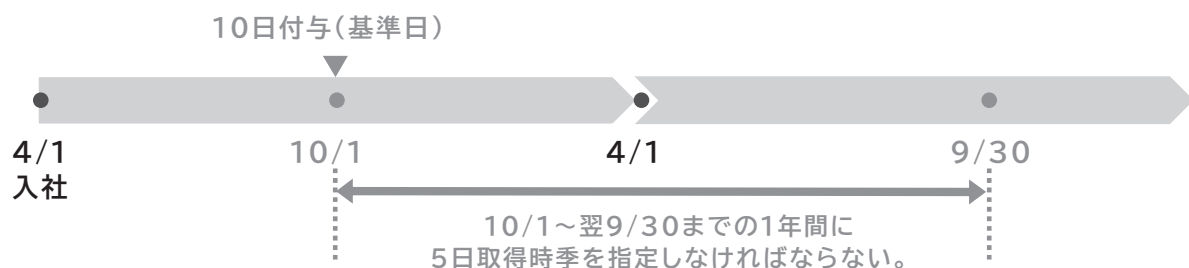 10日付与(基準日)
4/1
入社
10/1
4/1
9/30
10/1～翌9/30までの1年間に
5日取得時季を指定しなければならない。